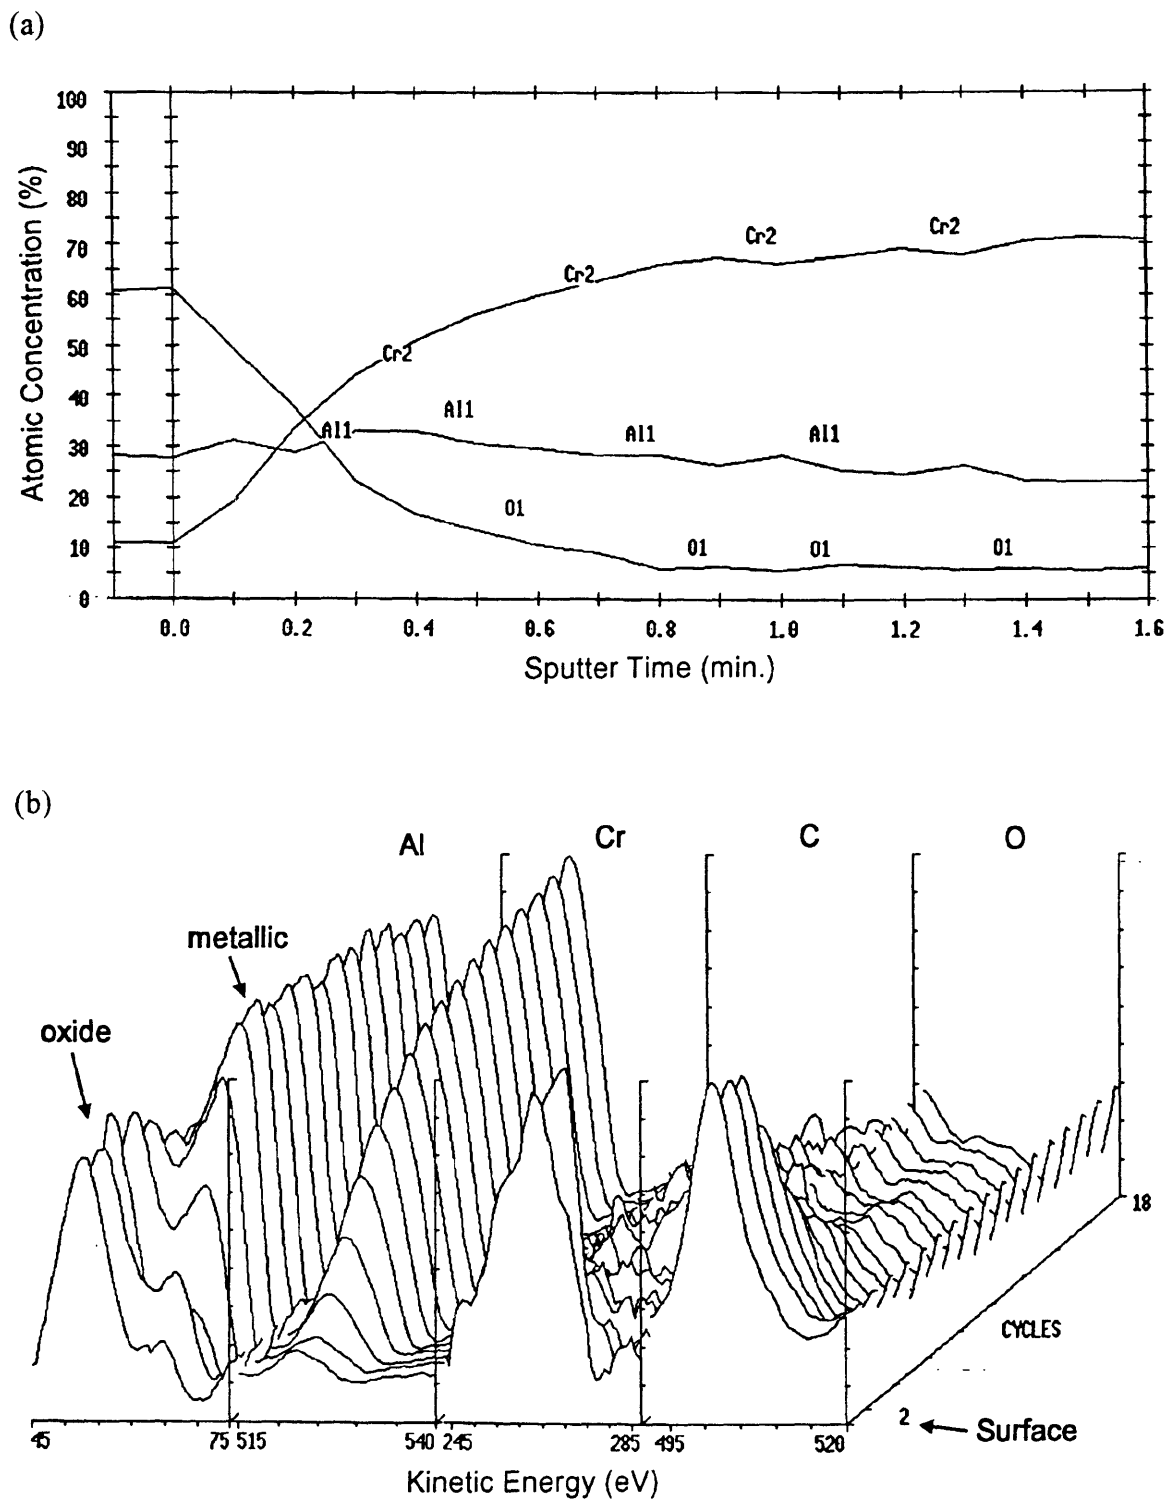 (a)
Atomic Concentration (%)
100
90
80
70
60
50
40
30
20
10
0
Cr2
Cr2
Cr2
Cr2
Al1
Al1
Al1
Al1
O1
O1
O1
O1
0.0 0.2 0.4 0.6 0.8 1.0 1.2 1.4 1.6
Sputter Time (min.)
(b)
Al Cr C O
metallic
oxide
18
CYCLES
2
Surface
45 75 515 540 245 285 495 520
Kinetic Energy (eV)